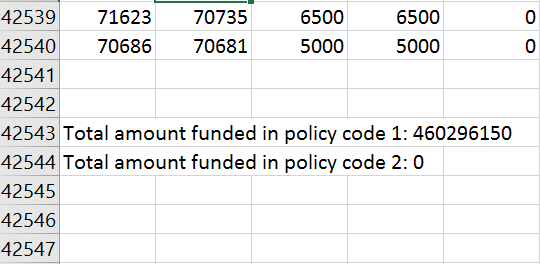 42539 71623 70735 6500 6500 0
42540 70686 70681 5000 5000 0
42541
42542
42543 Total amount funded in policy code 1: 460296150
42544 Total amount funded in policy code 2: 0
42545
42546
42547